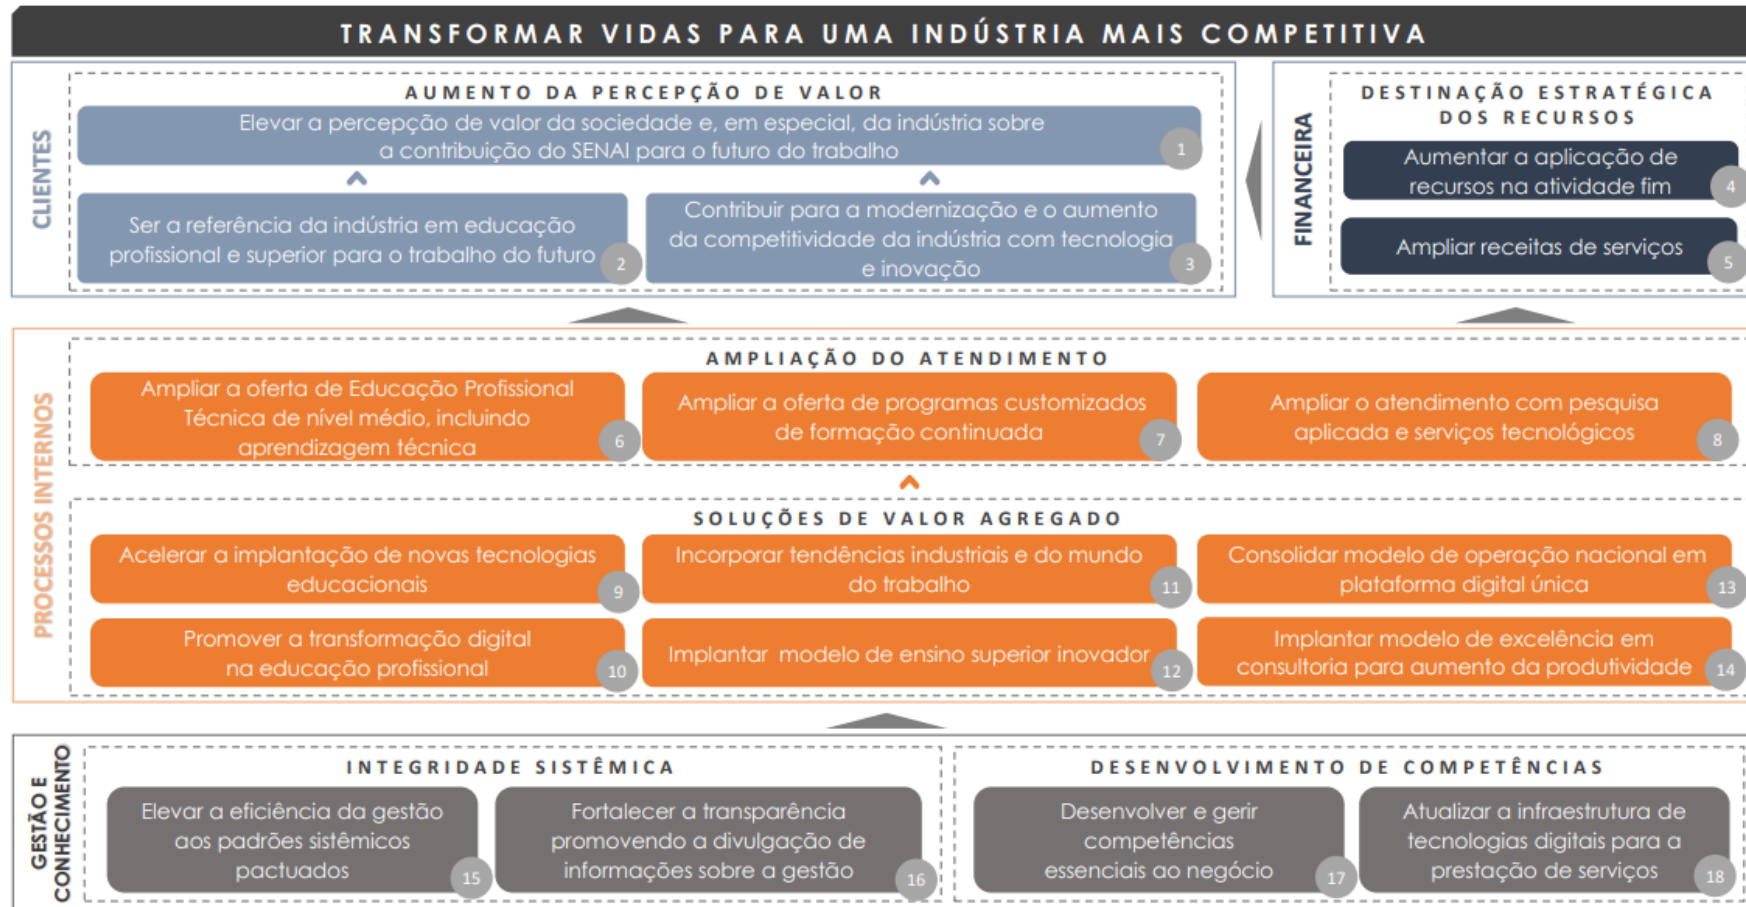 TRANSFORMAR VIDAS PARA UMA INDÚSTRIA MAIS COMPETITIVA
CLIENTES
AUMENTO DA PERCEPÇÃO DE VALOR
Elevar a percepção de valor da sociedade e, em especial, da indústria sobre
a contribuição do SENAI para o futuro do trabalho
1
Ser a referência da indústria em educação
profissional e superior para o trabalho do futuro
2
Contribuir para a modernização e o aumento
da competitividade da indústria com tecnologia
e inovação
3
FINANCEIRA
DESTINAÇÃO ESTRATÉGICA
DOS RECURSOS
Aumentar a aplicação de
recursos na atividade fim
4
Ampliar receitas de serviços
5
PROCESSOS INTERNOS
AMPLIAÇÃO DO ATENDIMENTO
Ampliar a oferta de Educação Profissional
Técnica de nível médio, incluindo
aprendizagem técnica
6
Ampliar a oferta de programas customizados
de formação continuada
7
Ampliar o atendimento com pesquisa
aplicada e serviços tecnológicos
8
SOLUÇÕES DE VALOR AGREGADO
Acelerar a implantação de novas tecnologias
educacionais
9
Incorporar tendências industriais e do mundo
do trabalho
11
Consolidar modelo de operação nacional em
plataforma digital única
13
Promover a transformação digital
na educação profissional
10
Implantar modelo de ensino superior inovador
12
Implantar modelo de excelência em
consultoria para aumento da produtividade
14
GESTÃO E
CONHECIMENTO
INTEGRIDADE SISTÊMICA
Elevar a eficiência da gestão
aos padrões sistêmicos
pactuados
15
Fortalecer a transparência
promovendo a divulgação de
informações sobre a gestão
16
DESENVOLVIMENTO DE COMPETÊNCIAS
Desenvolver e gerir
competências
essenciais ao negócio
17
Atualizar a infraestrutura de
tecnologias digitais para a
prestação de serviços
18